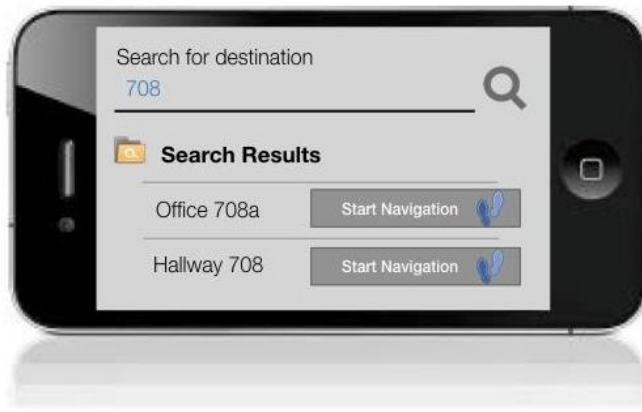 Search for destination
708
Search Results
Office 708a Start Navigation
Hallway 708 Start Navigation